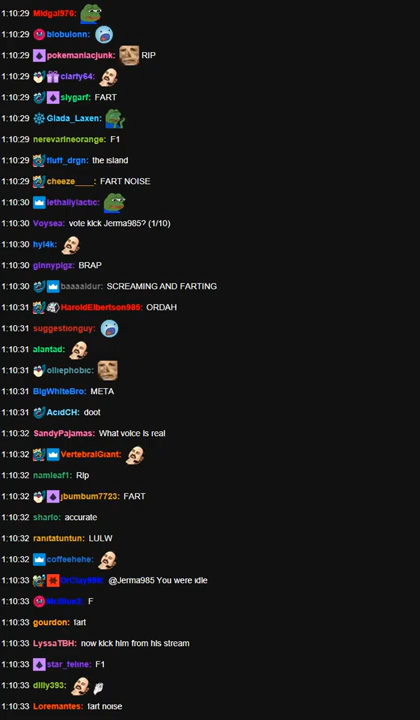 1:10:29 Midgal976:
1:10:29 blobulonn:
1:10:29 pokemaniacjunk: RIP
1:10:29 clarfy64:
1:10:29 slygarf: FART
1:10:29 Glada_Laxen:
1:10:29 nerevarineorange: F1
1:10:29 fluff_drgn: the island
1:10:29 cheeze____: FART NOISE
1:10:30 lethallylactic:
1:10:30 Voysea: vote kick Jerma985? (1/10)
1:10:30 hyl4k:
1:10:30 ginnypigz: BRAP
1:10:30 baaaaldur: SCREAMING AND FARTING
1:10:31 HaroldElbertson985: ORDAH
1:10:31 suggestionguy:
1:10:31 alantad:
1:10:31 olliephobic:
1:10:31 BigWhiteBro: META
1:10:31 AcidCH: doot
1:10:32 SandyPajamas: What voice is real
1:10:32 VertebralGiant:
1:10:32 namleaf1: Rip
1:10:32 jbumbum7723: FART
1:10:32 sharlo: accurate
1:10:32 ranitatuntun: LULW
1:10:32 coffeehehe:
1:10:33 @Jerma985 You were idle
1:10:33 F
1:10:33 gourdon: fart
1:10:33 LyssaTBH: now kick him from his stream
1:10:33 star_feline: F1
1:10:33 dilly393:
1:10:33 Loremantes: fart noise